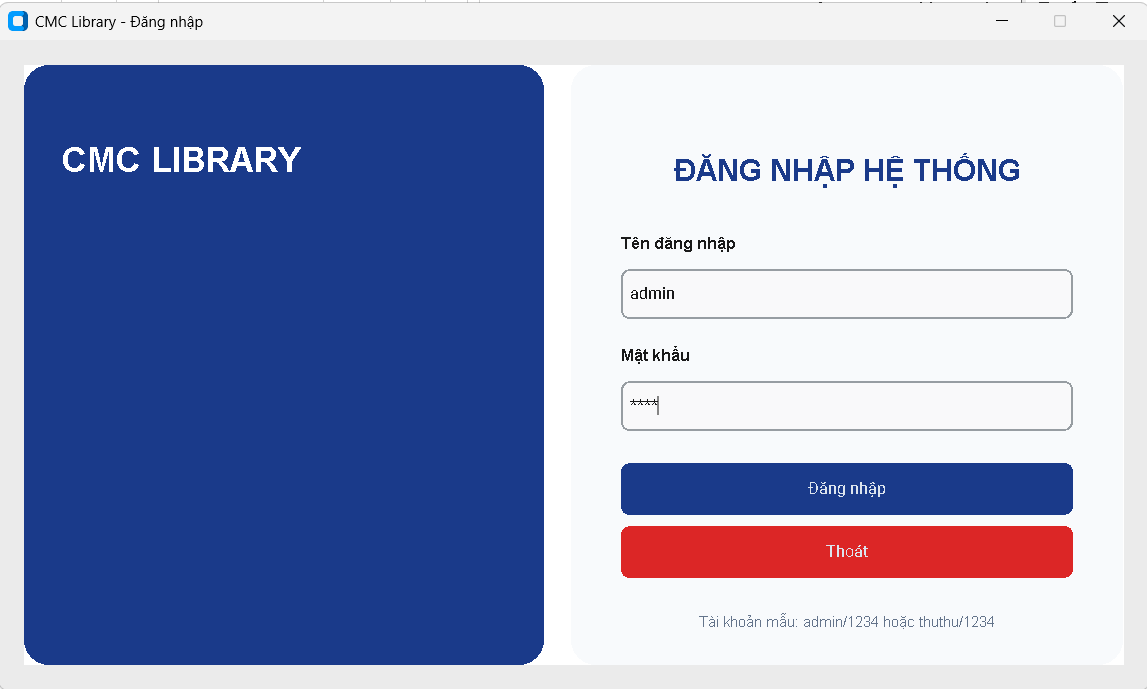 CMC Library - Đăng nhập
CMC LIBRARY
ĐĂNG NHẬP HỆ THỐNG
Tên đăng nhập
admin
Mật khẩu
****
Đăng nhập
Thoát
Tài khoản mẫu: admin/1234 hoặc thuthu/1234